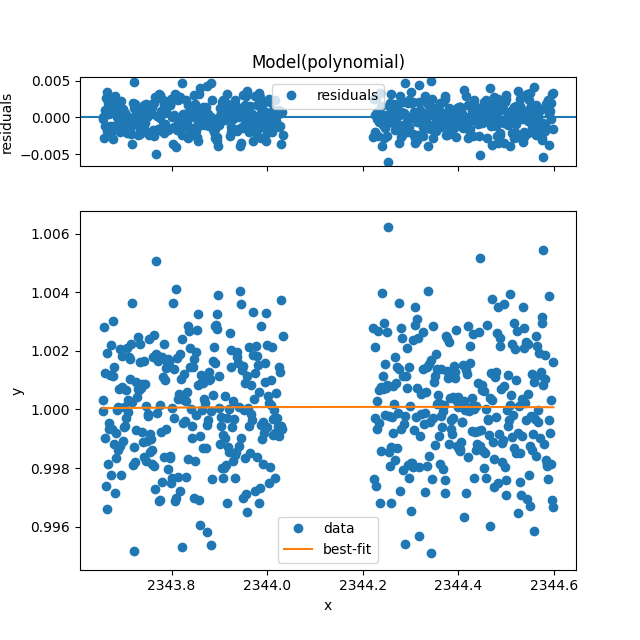 Model(polynomial)
0.005
0.000
−0.005
residuals
residuals
1.006
1.004
1.002
1.000
0.998
0.996
y
data
best-fit
2343.8
2344.0
2344.2
2344.4
2344.6
x